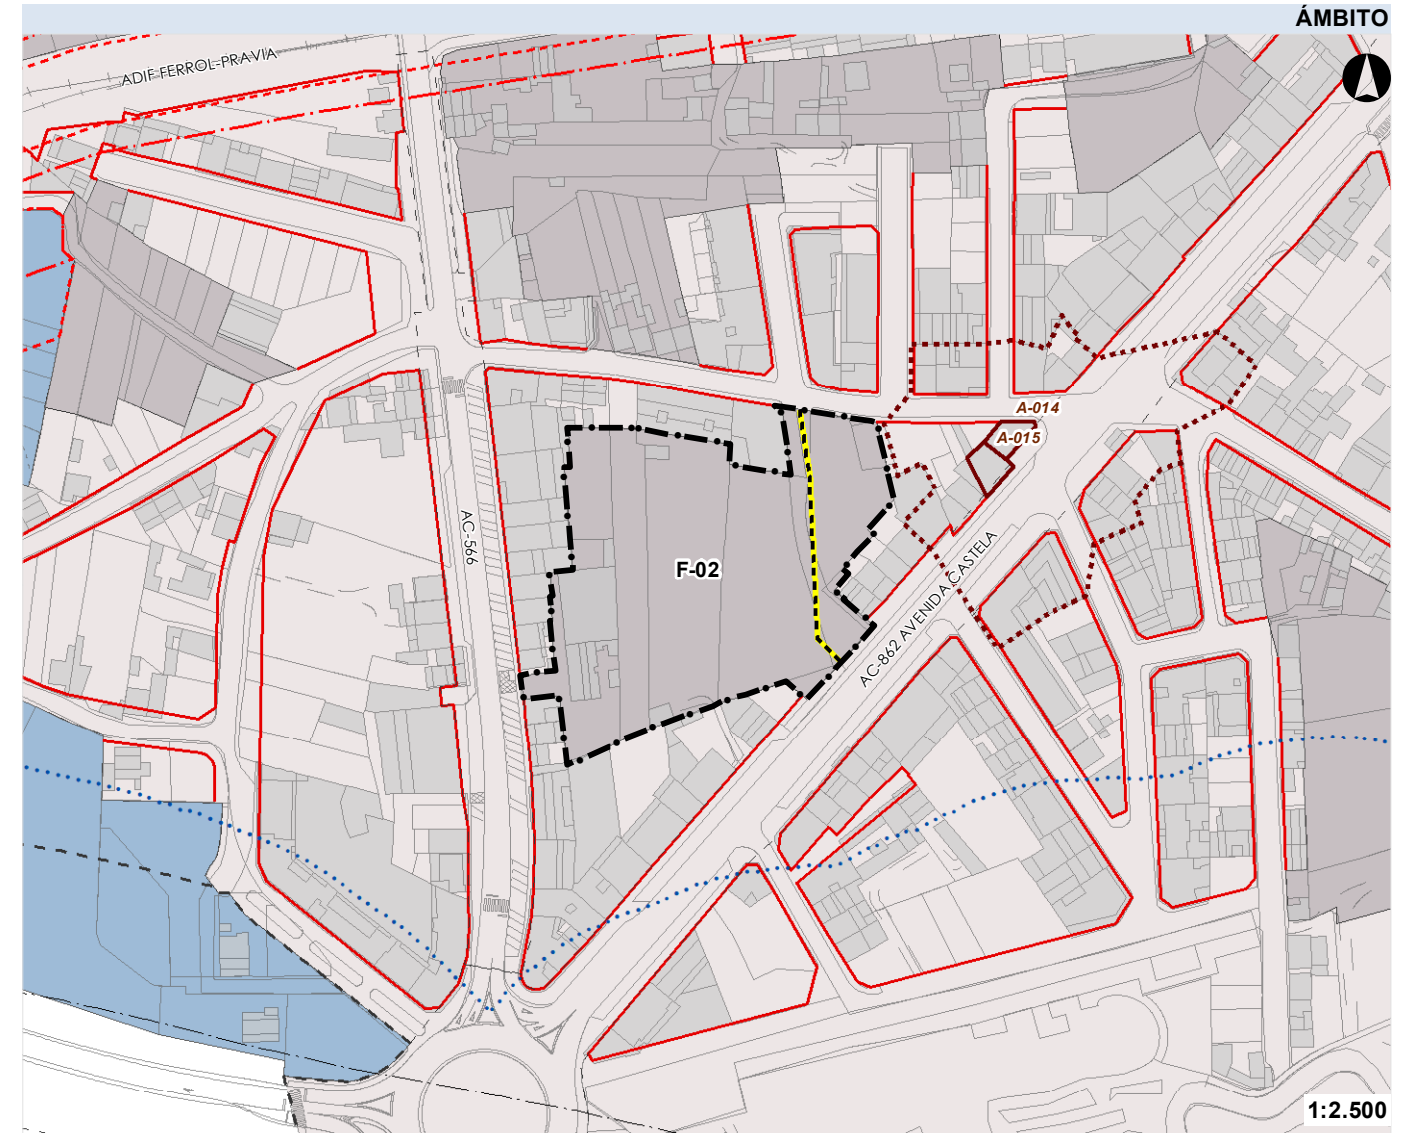 ÁMBITO
ADIF FERROL-PRAVIA
A-014
A-015
AC-566
F-02
AC-862 AVENIDA CASTELA
1:2.500